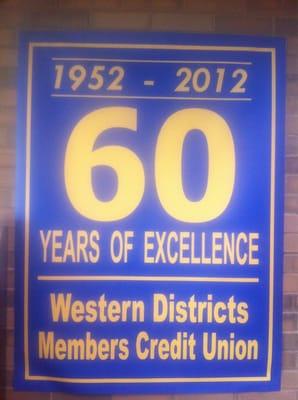 1952 - 2012
60
YEARS OF EXCELLENCE
Western Districts
Members Credit Union